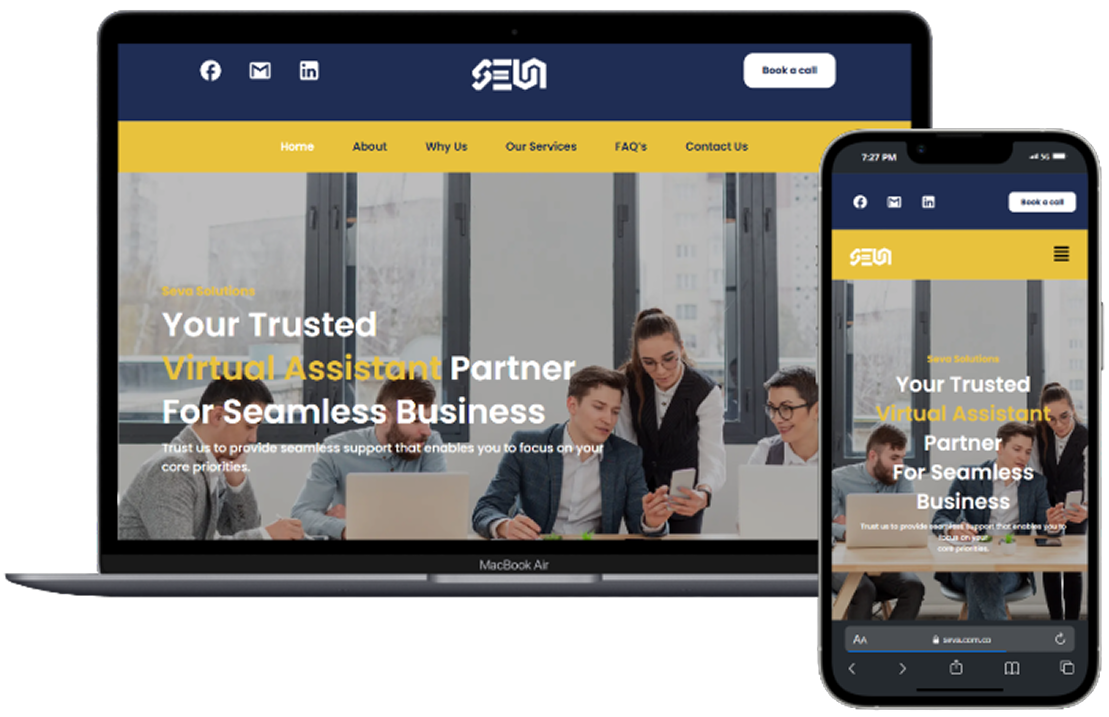 SEVA
Book a call
Home About Why Us Our Services FAQ's Contact Us
Seva Solutions
Your Trusted
Virtual Assistant Partner
For Seamless Business
Trust us to provide seamless support that enables you to focus on your
core priorities.
MacBook Air
7:27 PM 5G
Book a call
SEVA
Seva Solutions
Your Trusted
Virtual Assistant
Partner
For Seamless
Business
Trust us to provide seamless support that enables you to
focus on your
core priorities.
AA seva.com.co